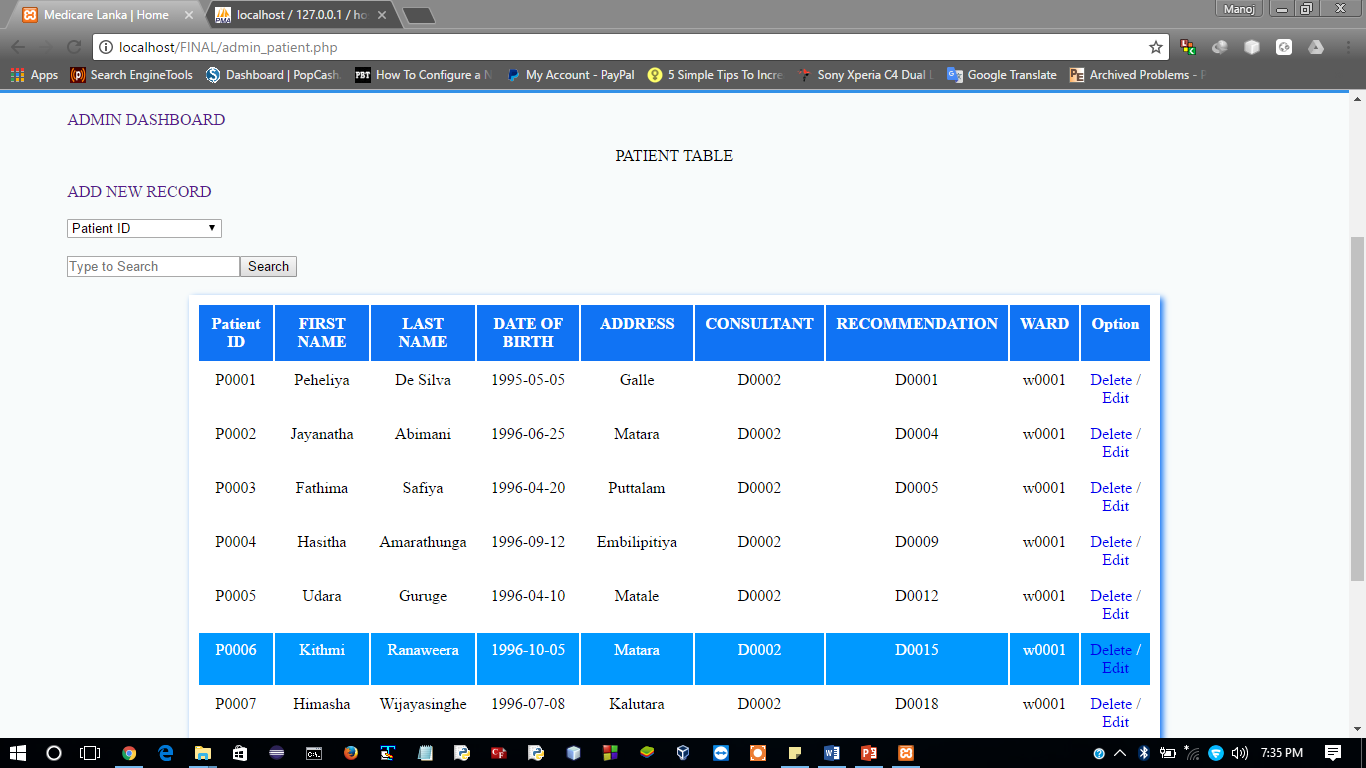 Medicare Lanka | Home
localhost / 127.0.0.1 / ho
Manoj
localhost/FINAL/admin_patient.php
Apps
Search EngineTools
Dashboard | PopCash
How To Configure a N
My Account - PayPal
5 Simple Tips To Incre
Sony Xperia C4 Dual
Google Translate
Archived Problems - P
ADMIN DASHBOARD
PATIENT TABLE
ADD NEW RECORD
Patient ID
Type to Search Search
Patient ID FIRST NAME LAST NAME DATE OF BIRTH ADDRESS CONSULTANT RECOMMENDATION WARD Option
P0001 Peheliya De Silva 1995-05-05 Galle D0002 D0001 w0001 Delete / Edit
P0002 Jayanatha Abimani 1996-06-25 Matara D0002 D0004 w0001 Delete / Edit
P0003 Fathima Safiya 1996-04-20 Puttalam D0002 D0005 w0001 Delete / Edit
P0004 Hasitha Amarathunga 1996-09-12 Embilipitiya D0002 D0009 w0001 Delete / Edit
P0005 Udara Guruge 1996-04-10 Matale D0002 D0012 w0001 Delete / Edit
P0006 Kithmi Ranaweera 1996-10-05 Matara D0002 D0015 w0001 Delete / Edit
P0007 Himasha Wijayasinghe 1996-07-08 Kalutara D0002 D0018 w0001 Delete / Edit
7:35 PM